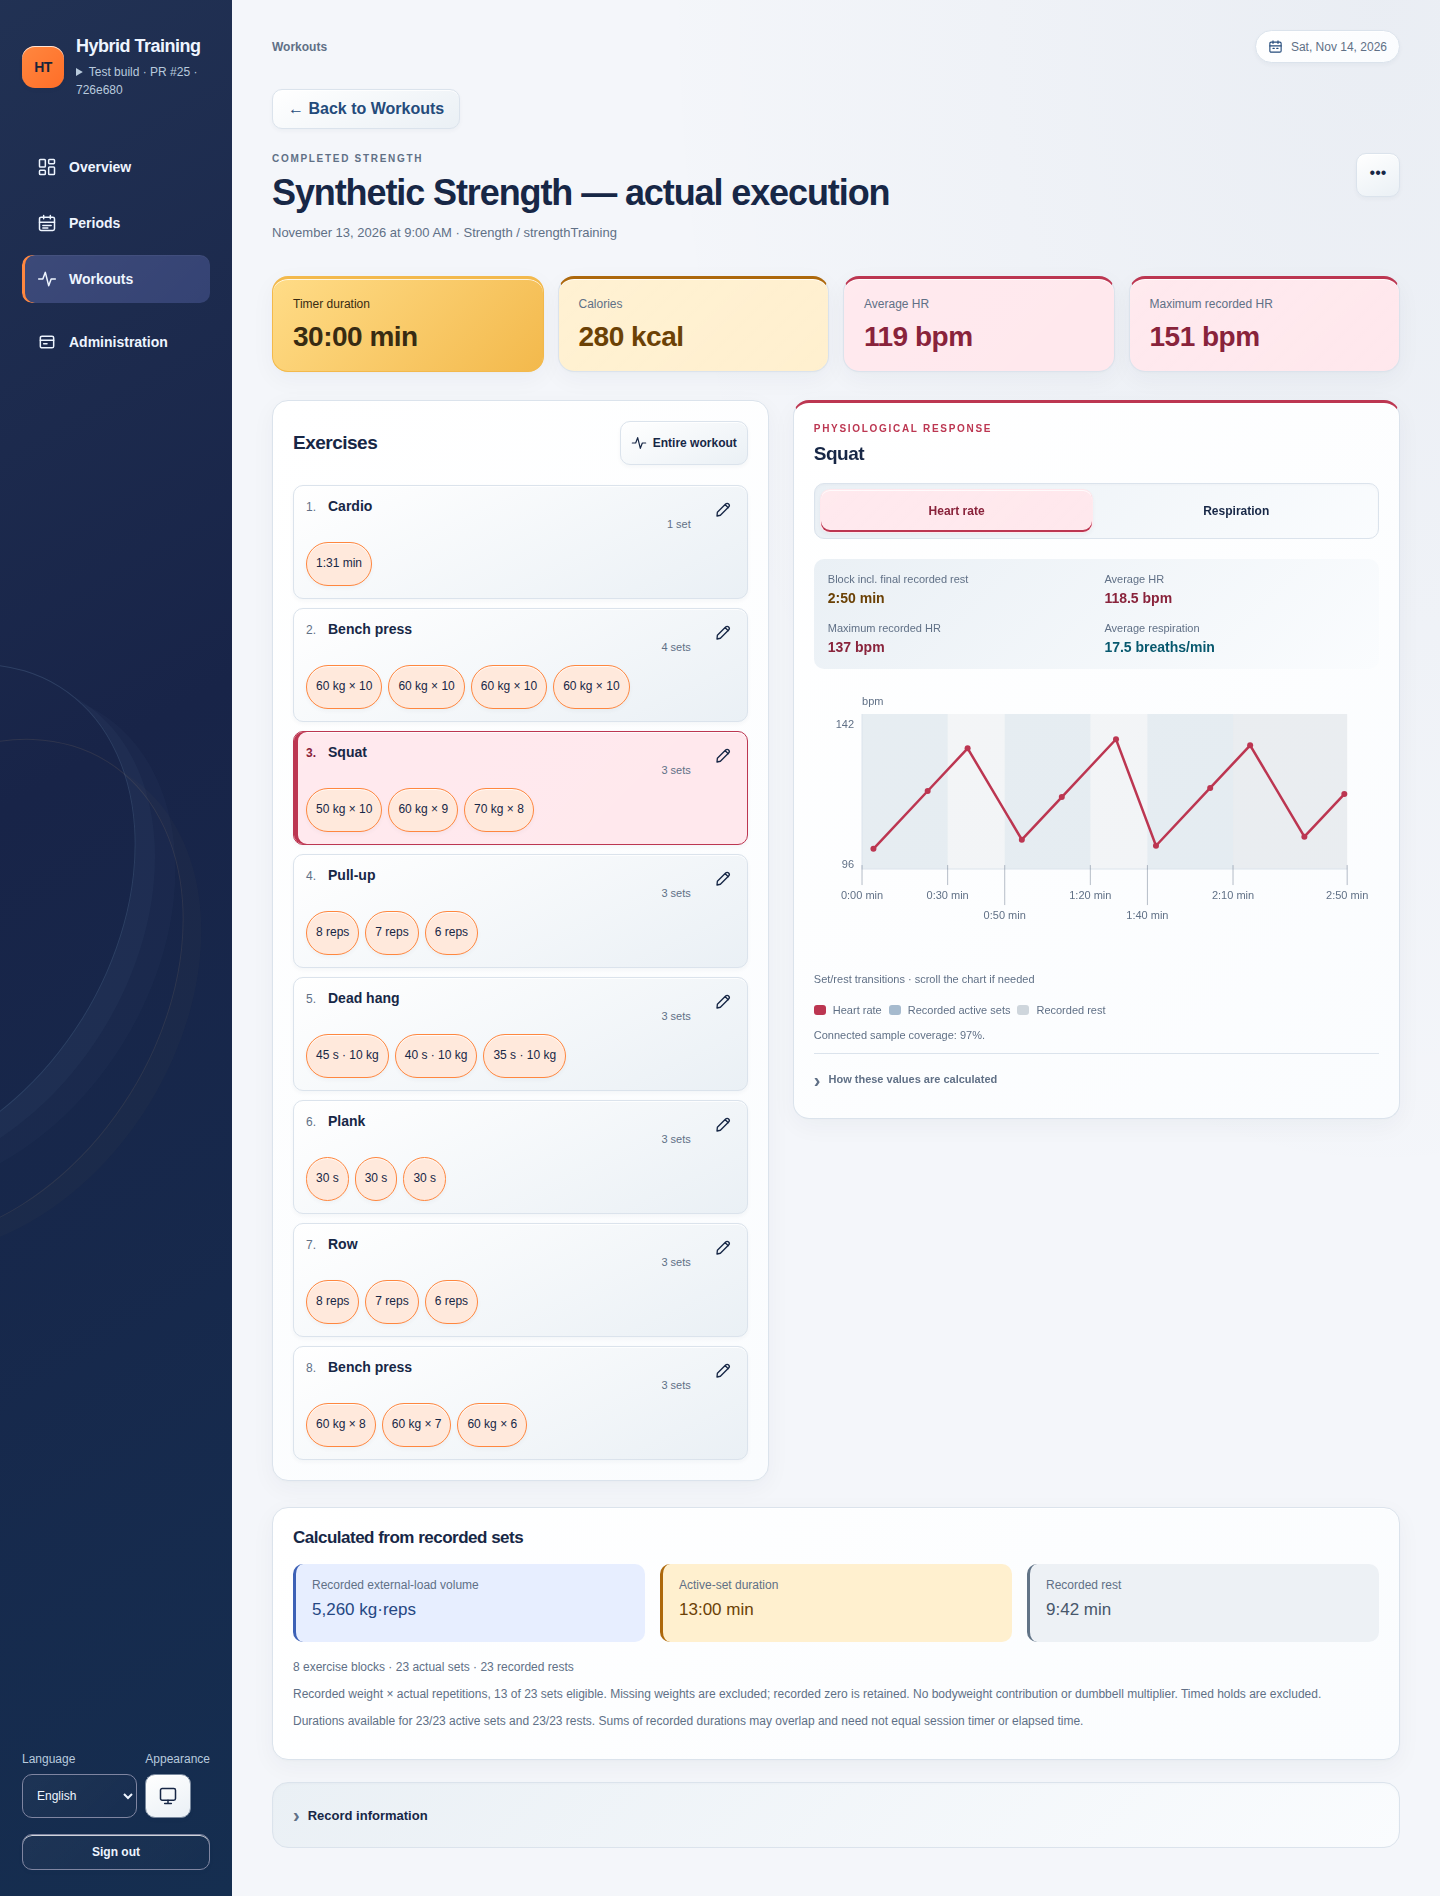 HT
Hybrid Training
Test build · PR #25 ·
726e680
Overview
Periods
Workouts
Administration
Language
Appearance
English
Sign out
Workouts
Sat, Nov 14, 2026
← Back to Workouts
COMPLETED STRENGTH
Synthetic Strength — actual execution
•••
November 13, 2026 at 9:00 AM · Strength / strengthTraining
Timer duration
30:00 min
Calories
280 kcal
Average HR
119 bpm
Maximum recorded HR
151 bpm
Exercises
Entire workout
1. Cardio
1 set
1:31 min
2. Bench press
4 sets
60 kg × 10 60 kg × 10 60 kg × 10 60 kg × 10
3. Squat
3 sets
50 kg × 10 60 kg × 9 70 kg × 8
4. Pull-up
3 sets
8 reps 7 reps 6 reps
5. Dead hang
3 sets
45 s · 10 kg 40 s · 10 kg 35 s · 10 kg
6. Plank
3 sets
30 s 30 s 30 s
7. Row
3 sets
8 reps 7 reps 6 reps
8. Bench press
3 sets
60 kg × 8 60 kg × 7 60 kg × 6
PHYSIOLOGICAL RESPONSE
Squat
Heart rate Respiration
Block incl. final recorded rest
2:50 min
Average HR
118.5 bpm
Maximum recorded HR
137 bpm
Average respiration
17.5 breaths/min
bpm
142
96
0:00 min 0:30 min 1:20 min 2:10 min 2:50 min
0:50 min 1:40 min
Set/rest transitions · scroll the chart if needed
Heart rate Recorded active sets Recorded rest
Connected sample coverage: 97%.
› How these values are calculated
Calculated from recorded sets
Recorded external-load volume
5,260 kg·reps
Active-set duration
13:00 min
Recorded rest
9:42 min
8 exercise blocks · 23 actual sets · 23 recorded rests
Recorded weight × actual repetitions, 13 of 23 sets eligible. Missing weights are excluded; recorded zero is retained. No bodyweight contribution or dumbbell multiplier. Timed holds are excluded.
Durations available for 23/23 active sets and 23/23 rests. Sums of recorded durations may overlap and need not equal session timer or elapsed time.
› Record information